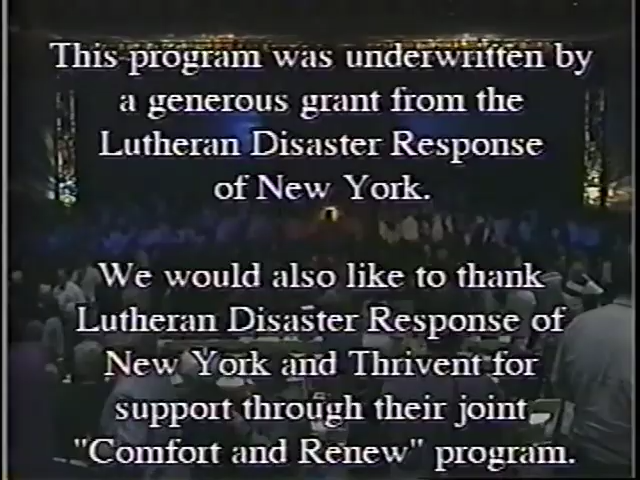 This program was underwritten by
a generous grant from the
Lutheran Disaster Response
of New York.
We would also like to thank
Lutheran Disaster Response of
New York and Thrivent for
support through their joint
"Comfort and Renew" program.